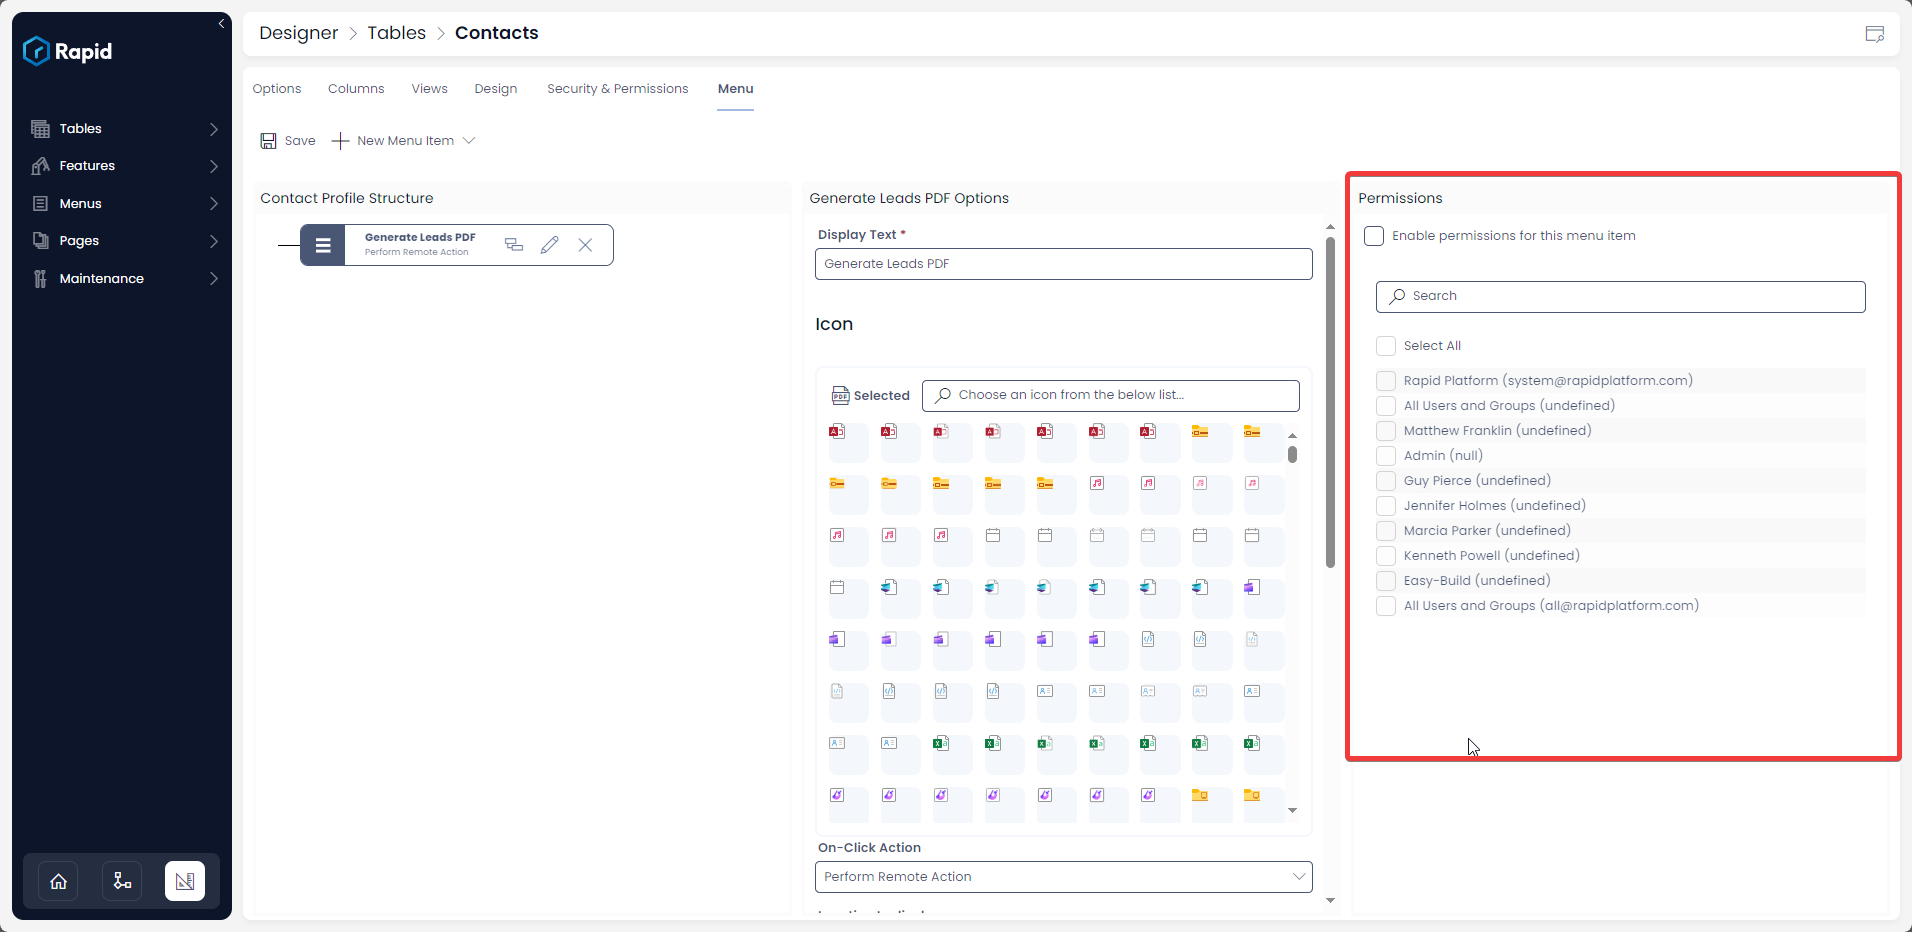 Rapid
Tables
Features
Menus
Pages
Maintenance
Designer > Tables > Contacts
Options Columns Views Design Security & Permissions Menu
Save New Menu Item
Contact Profile Structure
Generate Leads PDF
Perform Remote Action
Generate Leads PDF Options
Display Text *
Generate Leads PDF
Icon
PDF Selected Choose an icon from the below list...
On-Click Action
Perform Remote Action
Permissions
Enable permissions for this menu item
Search
Select All
Rapid Platform (system@rapidplatform.com)
All Users and Groups (undefined)
Matthew Franklin (undefined)
Admin (null)
Guy Pierce (undefined)
Jennifer Holmes (undefined)
Marcia Parker (undefined)
Kenneth Powell (undefined)
Easy-Build (undefined)
All Users and Groups (all@rapidplatform.com)